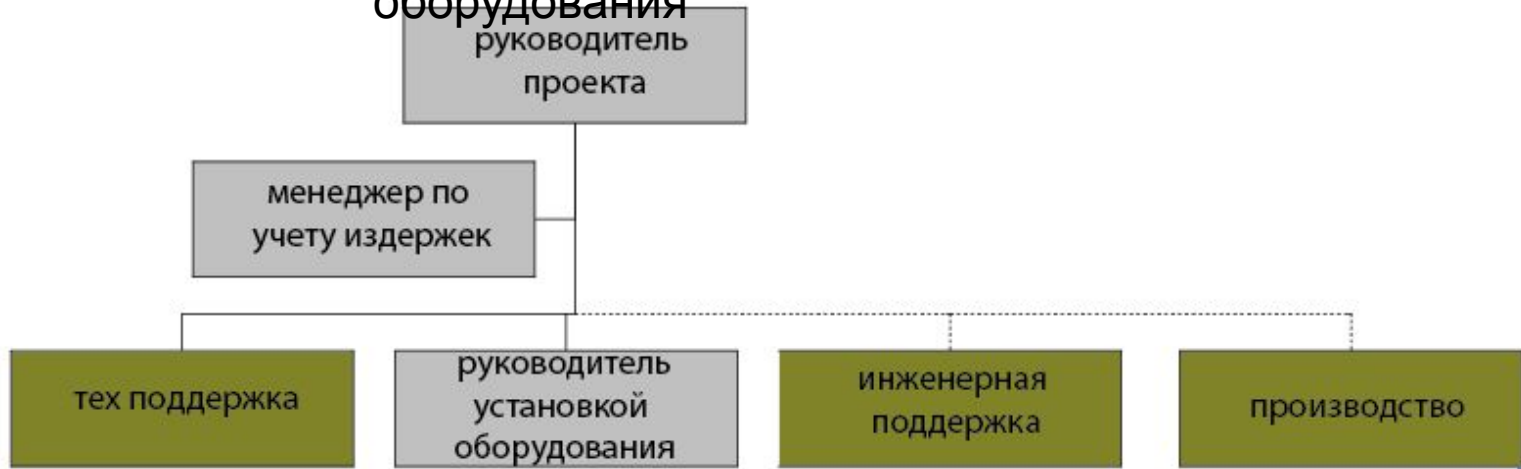 оборудования
руководитель
проекта
менеджер по
учету издержек
тех поддержка
руководитель
установкой
оборудования
инженерная
поддержка
производство